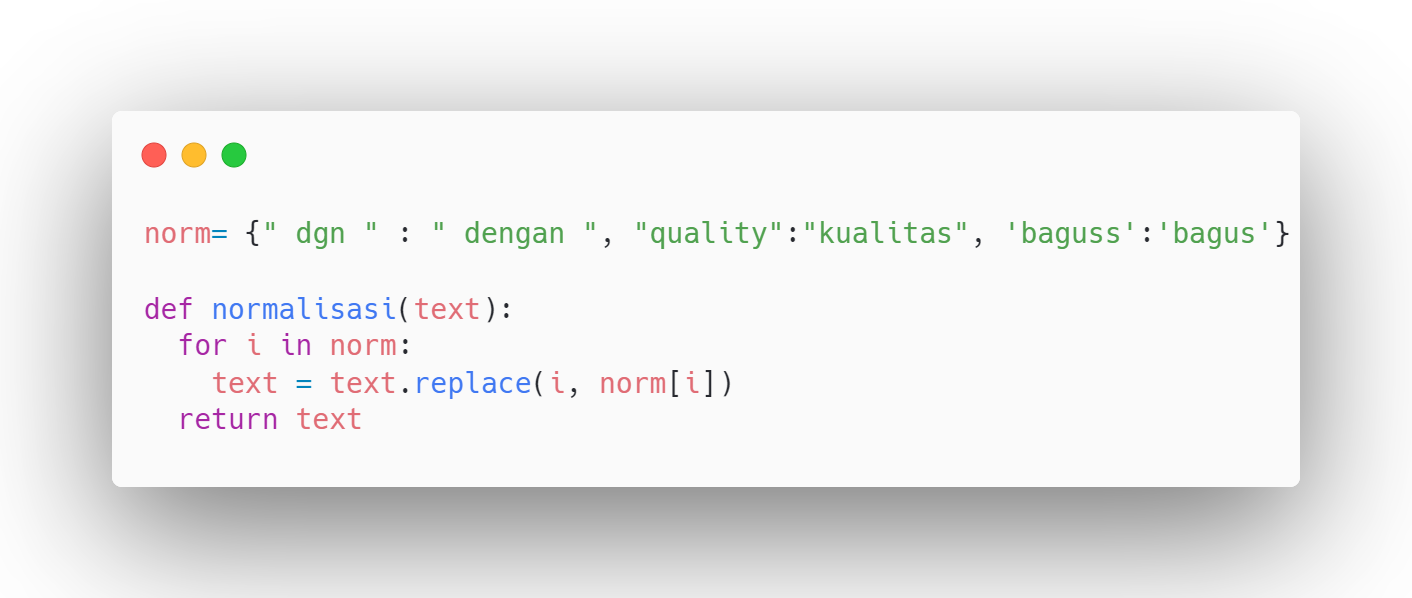 norm= {" dgn " : " dengan ", "quality":"kualitas", 'baguss':'bagus'}
def normalisasi(text):
  for i in norm:
    text = text.replace(i, norm[i])
  return text